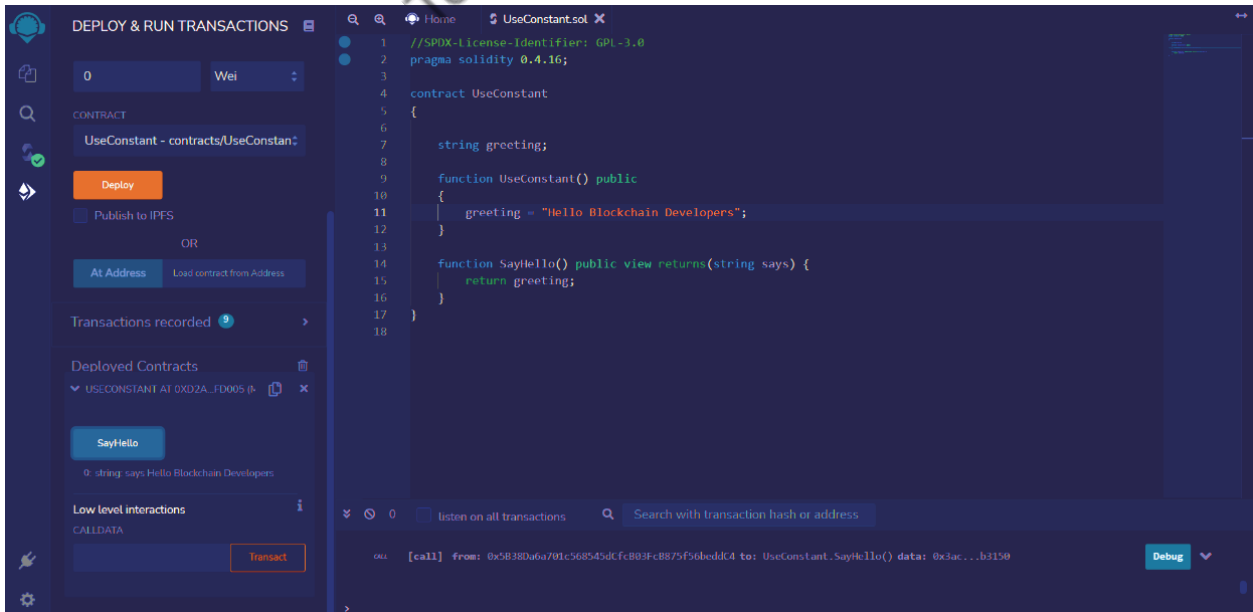 DEPLOY & RUN TRANSACTIONS
0 Wei
CONTRACT
UseConstant - contracts/UseConstan
Deploy
Publish to IPFS
OR
At Address Load contract from Address
Transactions recorded 9
Deployed Contracts
USECONSTANT AT 0XD2A...FD005
SayHello
0: string: says Hello Blockchain Developers
Low level interactions i
CALLDATA
Transact
Home UseConstant.sol
1 //SPDX-License-Identifier: GPL-3.0
2 pragma solidity 0.4.16;
3
4 contract UseConstant
5 {
6
7 string greeting;
8
9 function UseConstant() public
10 {
11 greeting = "Hello Blockchain Developers";
12 }
13
14 function SayHello() public view returns(string says) {
15 return greeting;
16 }
17 }
18
0 listen on all transactions Search with transaction hash or address
CALL [call] from: 0x5B38Da6a701c568545dCfcB03FcB875f56beddC4 to: UseConstant.SayHello() data: 0x3ac...b3150 Debug
>